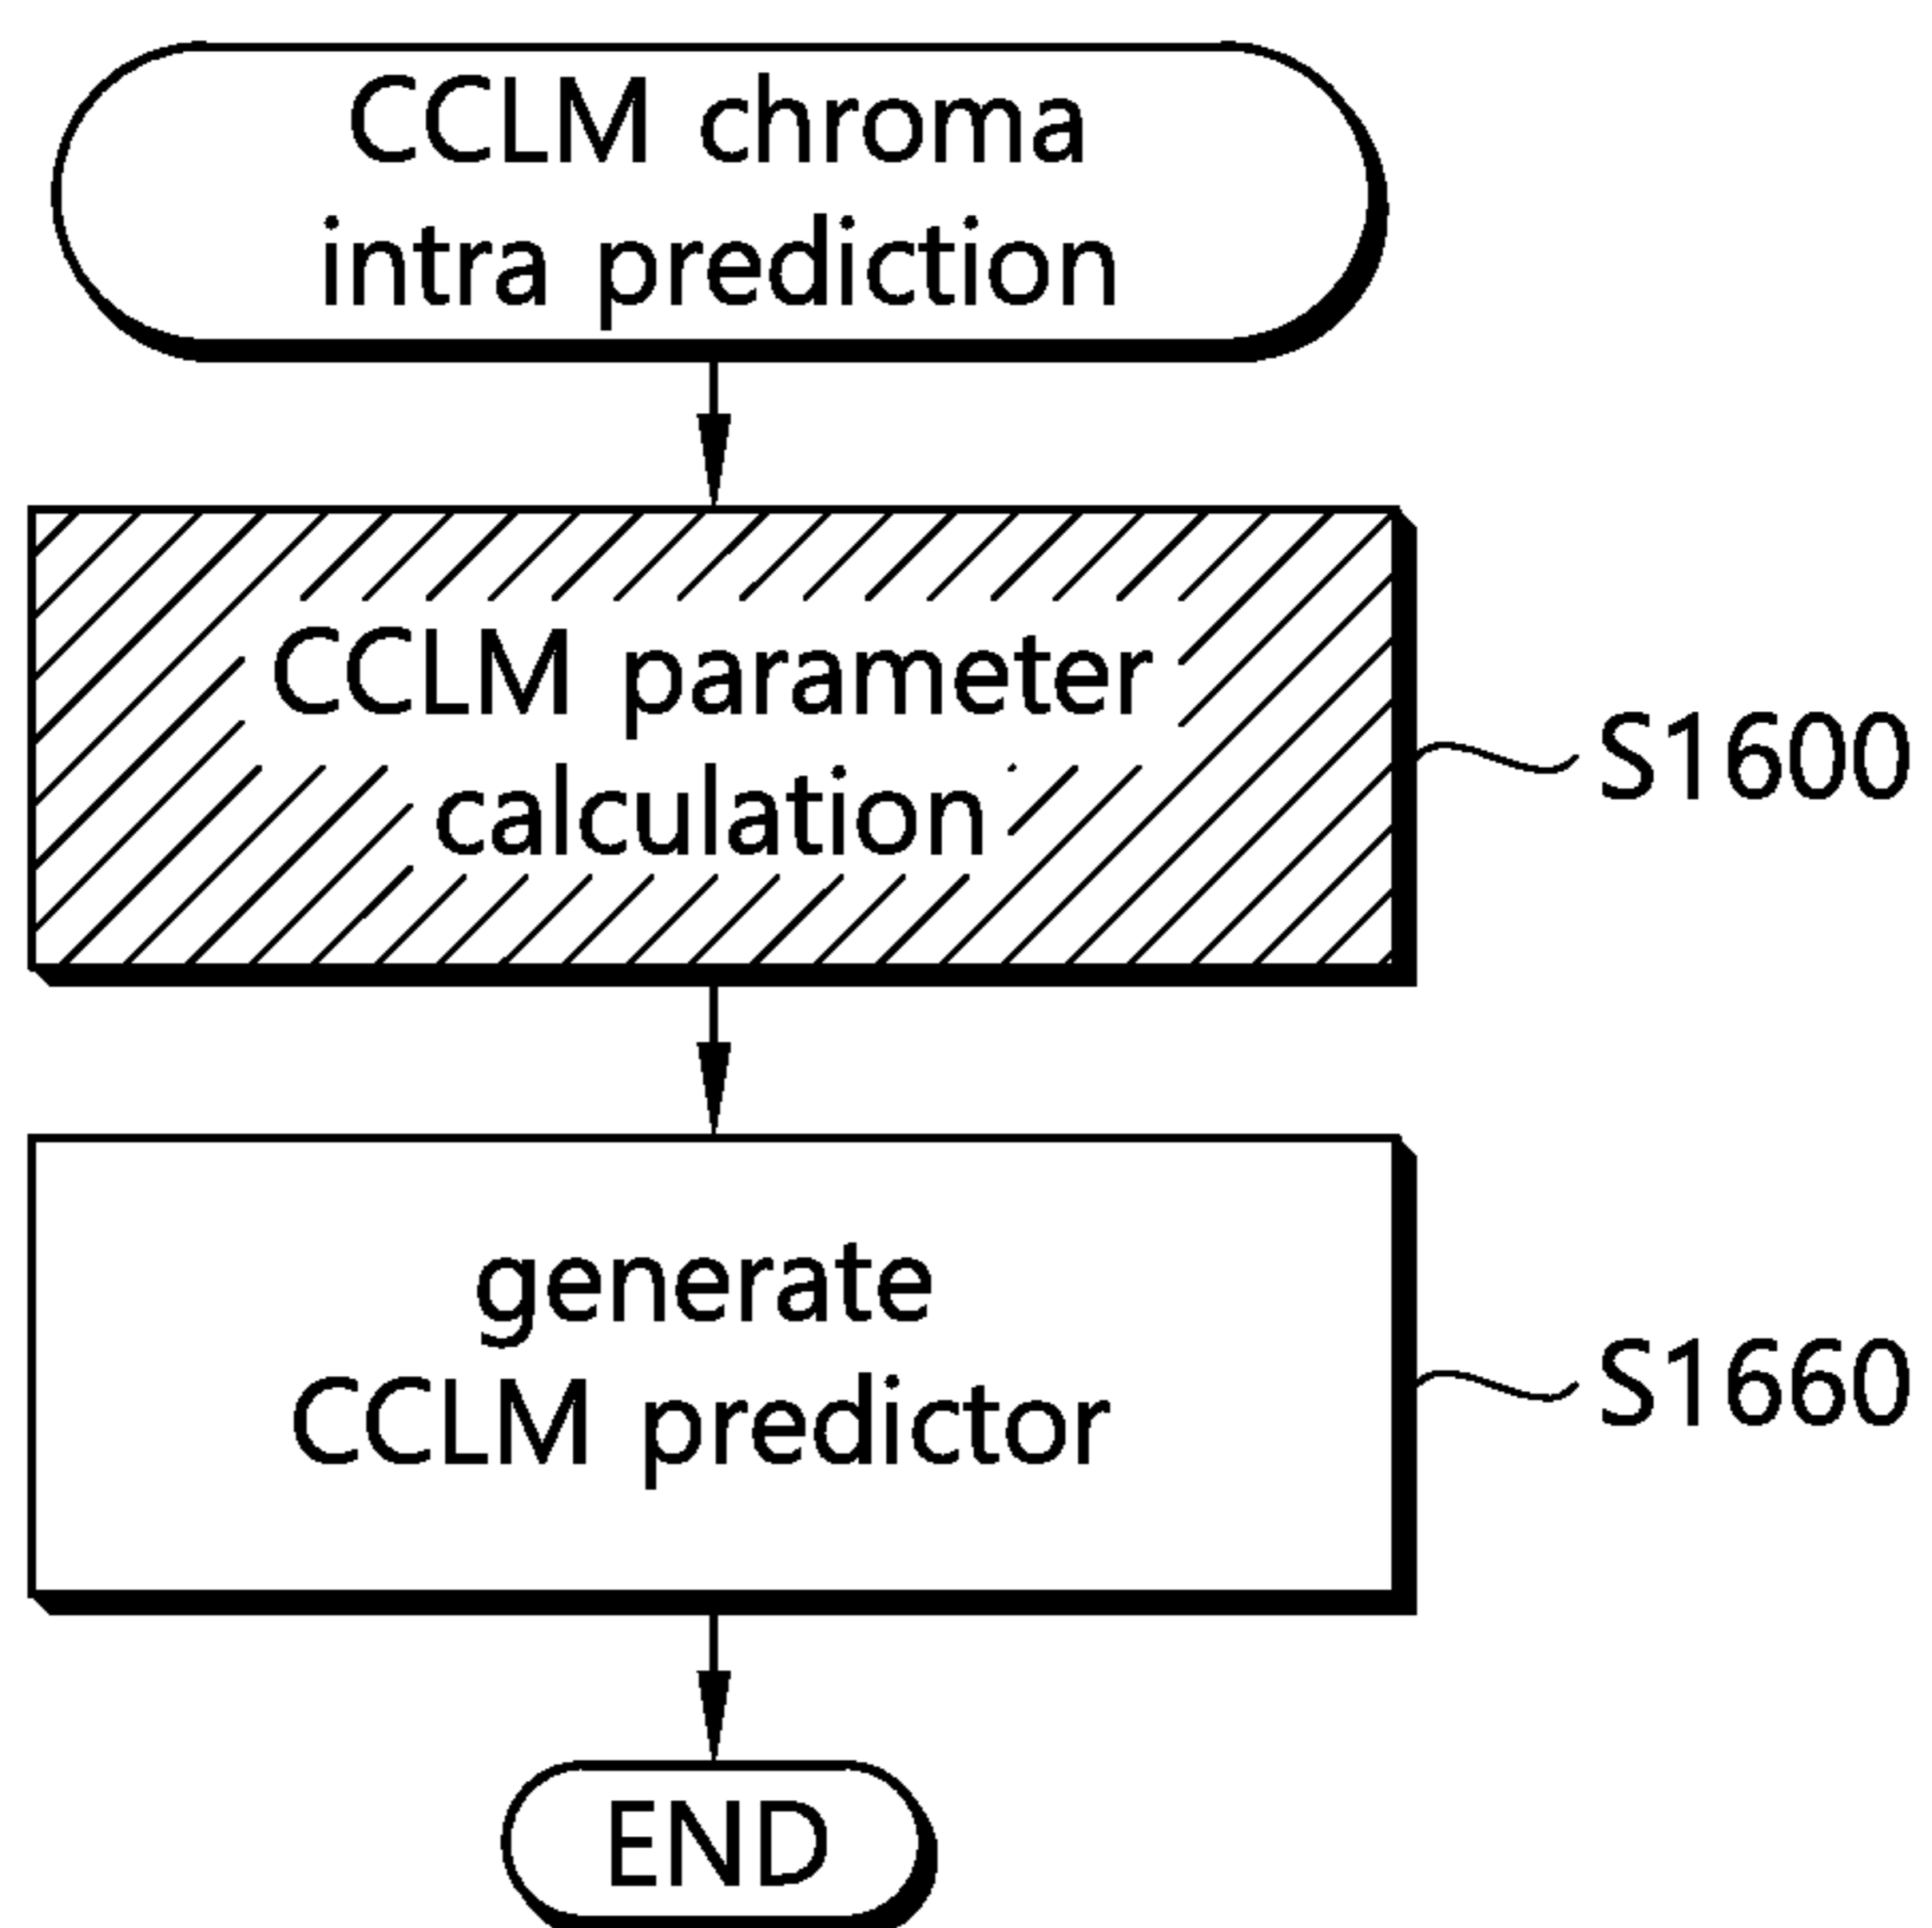 CCLM chroma
intra prediction
CCLM parameter
calculation
S1600
generate
CCLM predictor
S1660
END